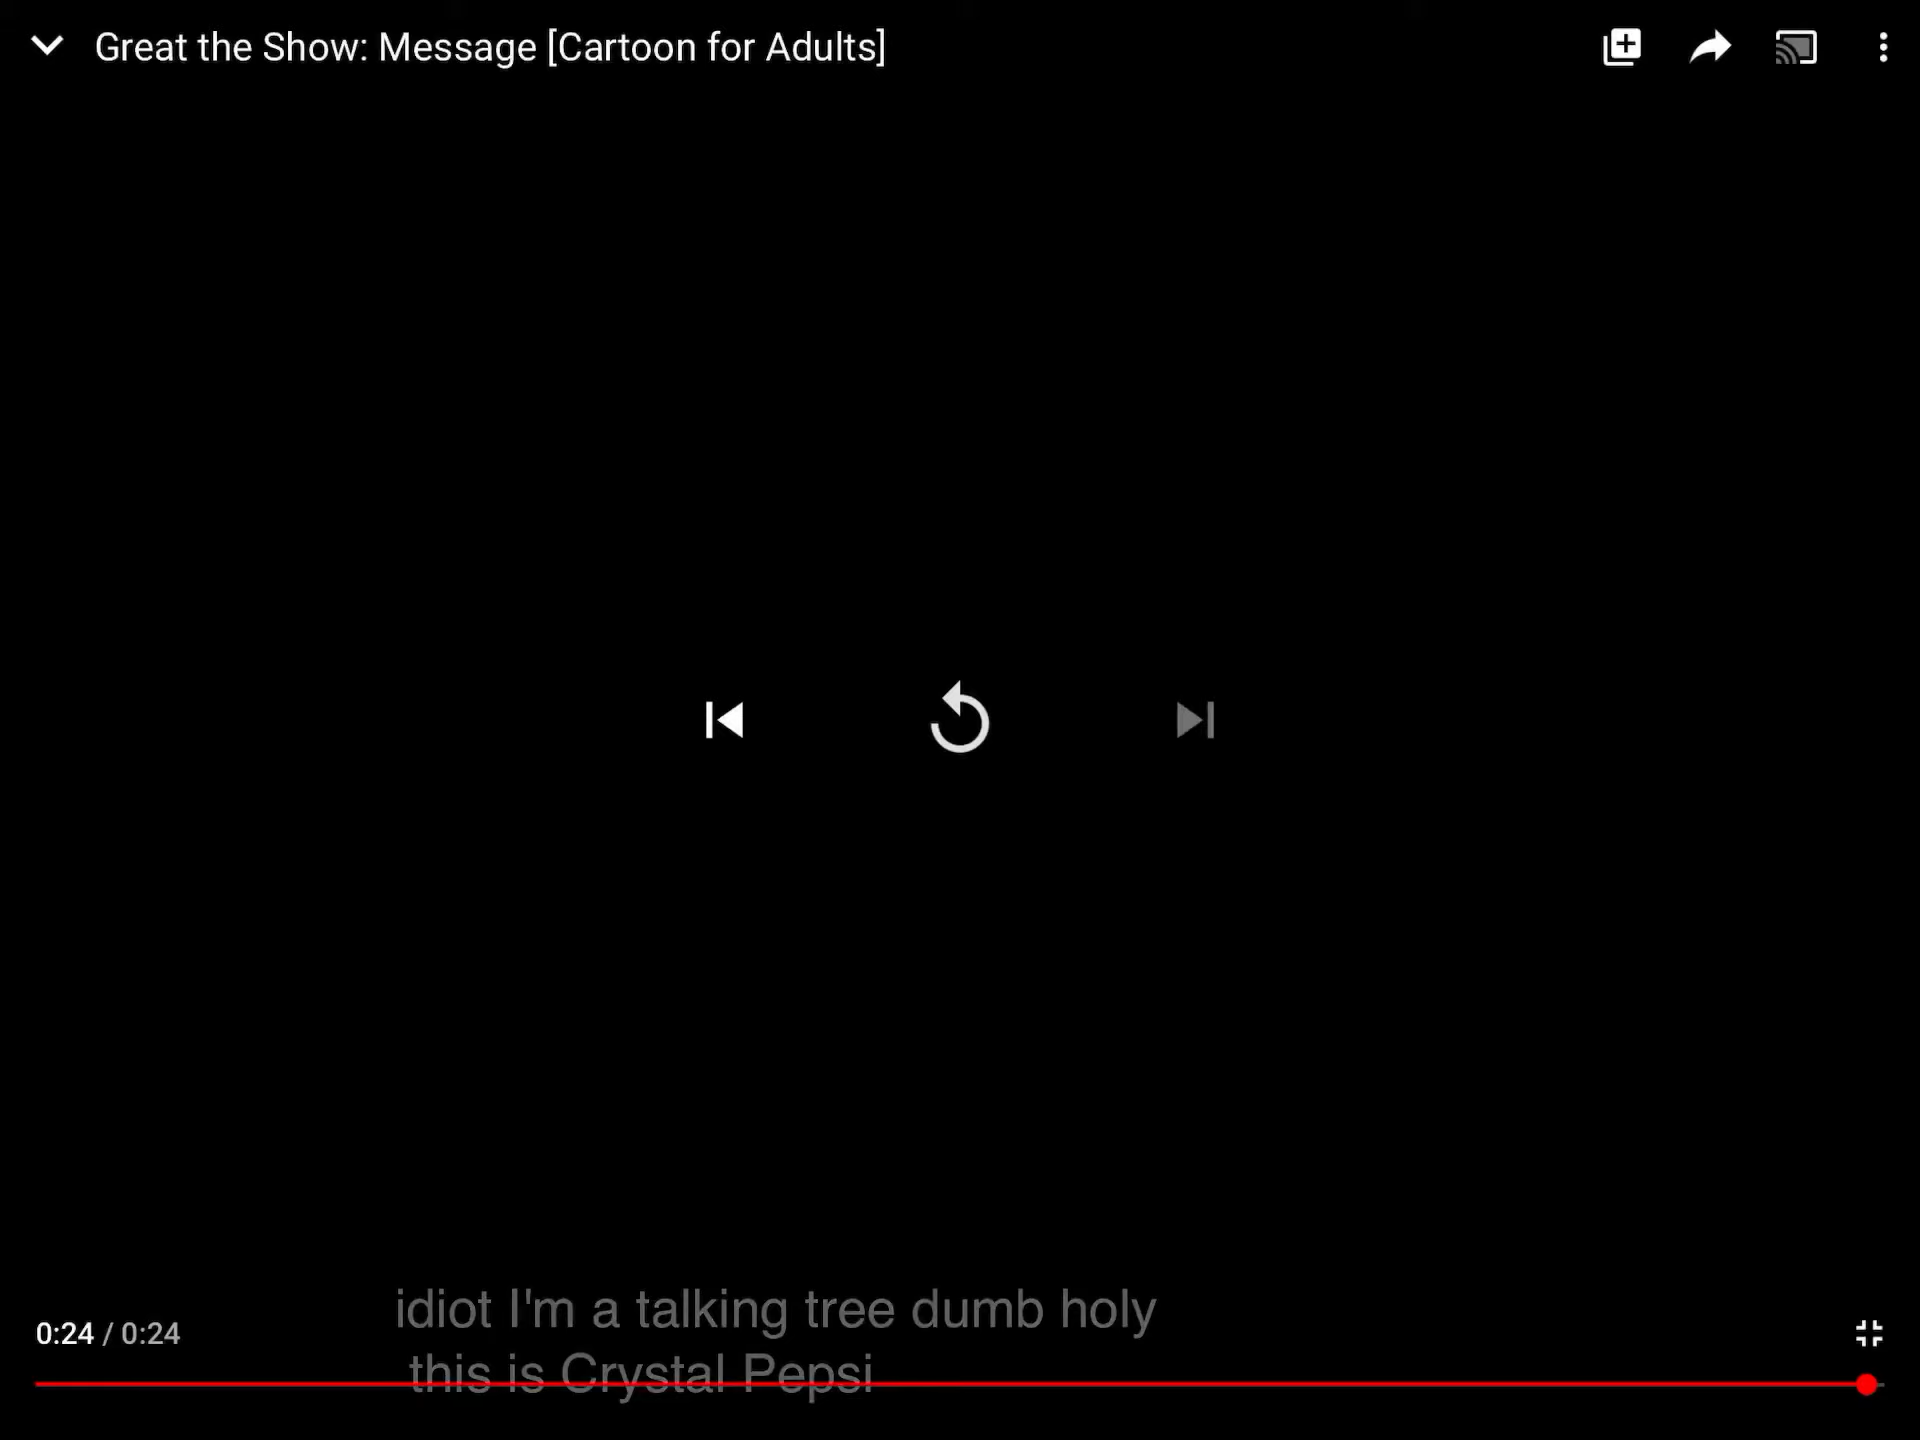 Great the Show: Message [Cartoon for Adults]
idiot I'm a talking tree dumb holy
0:24 / 0:24
this is Crystal Pepsi